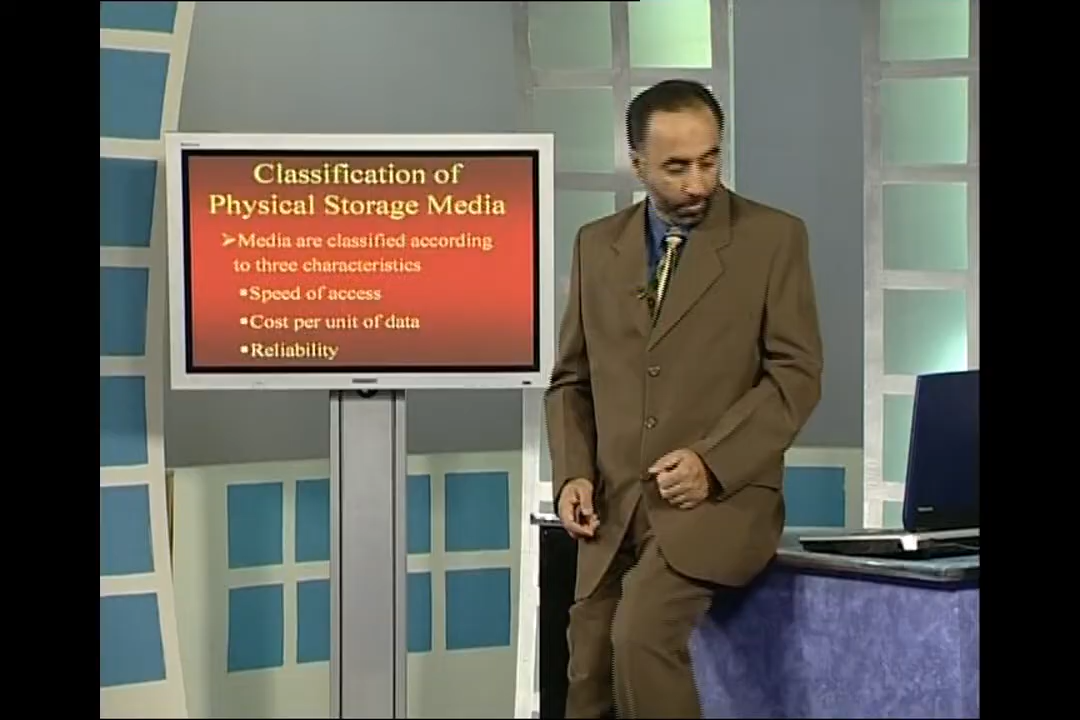 Classification of
Physical Storage Media
➢Media are classified according
to three characteristics
▪Speed of access
▪Cost per unit of data
▪Reliability